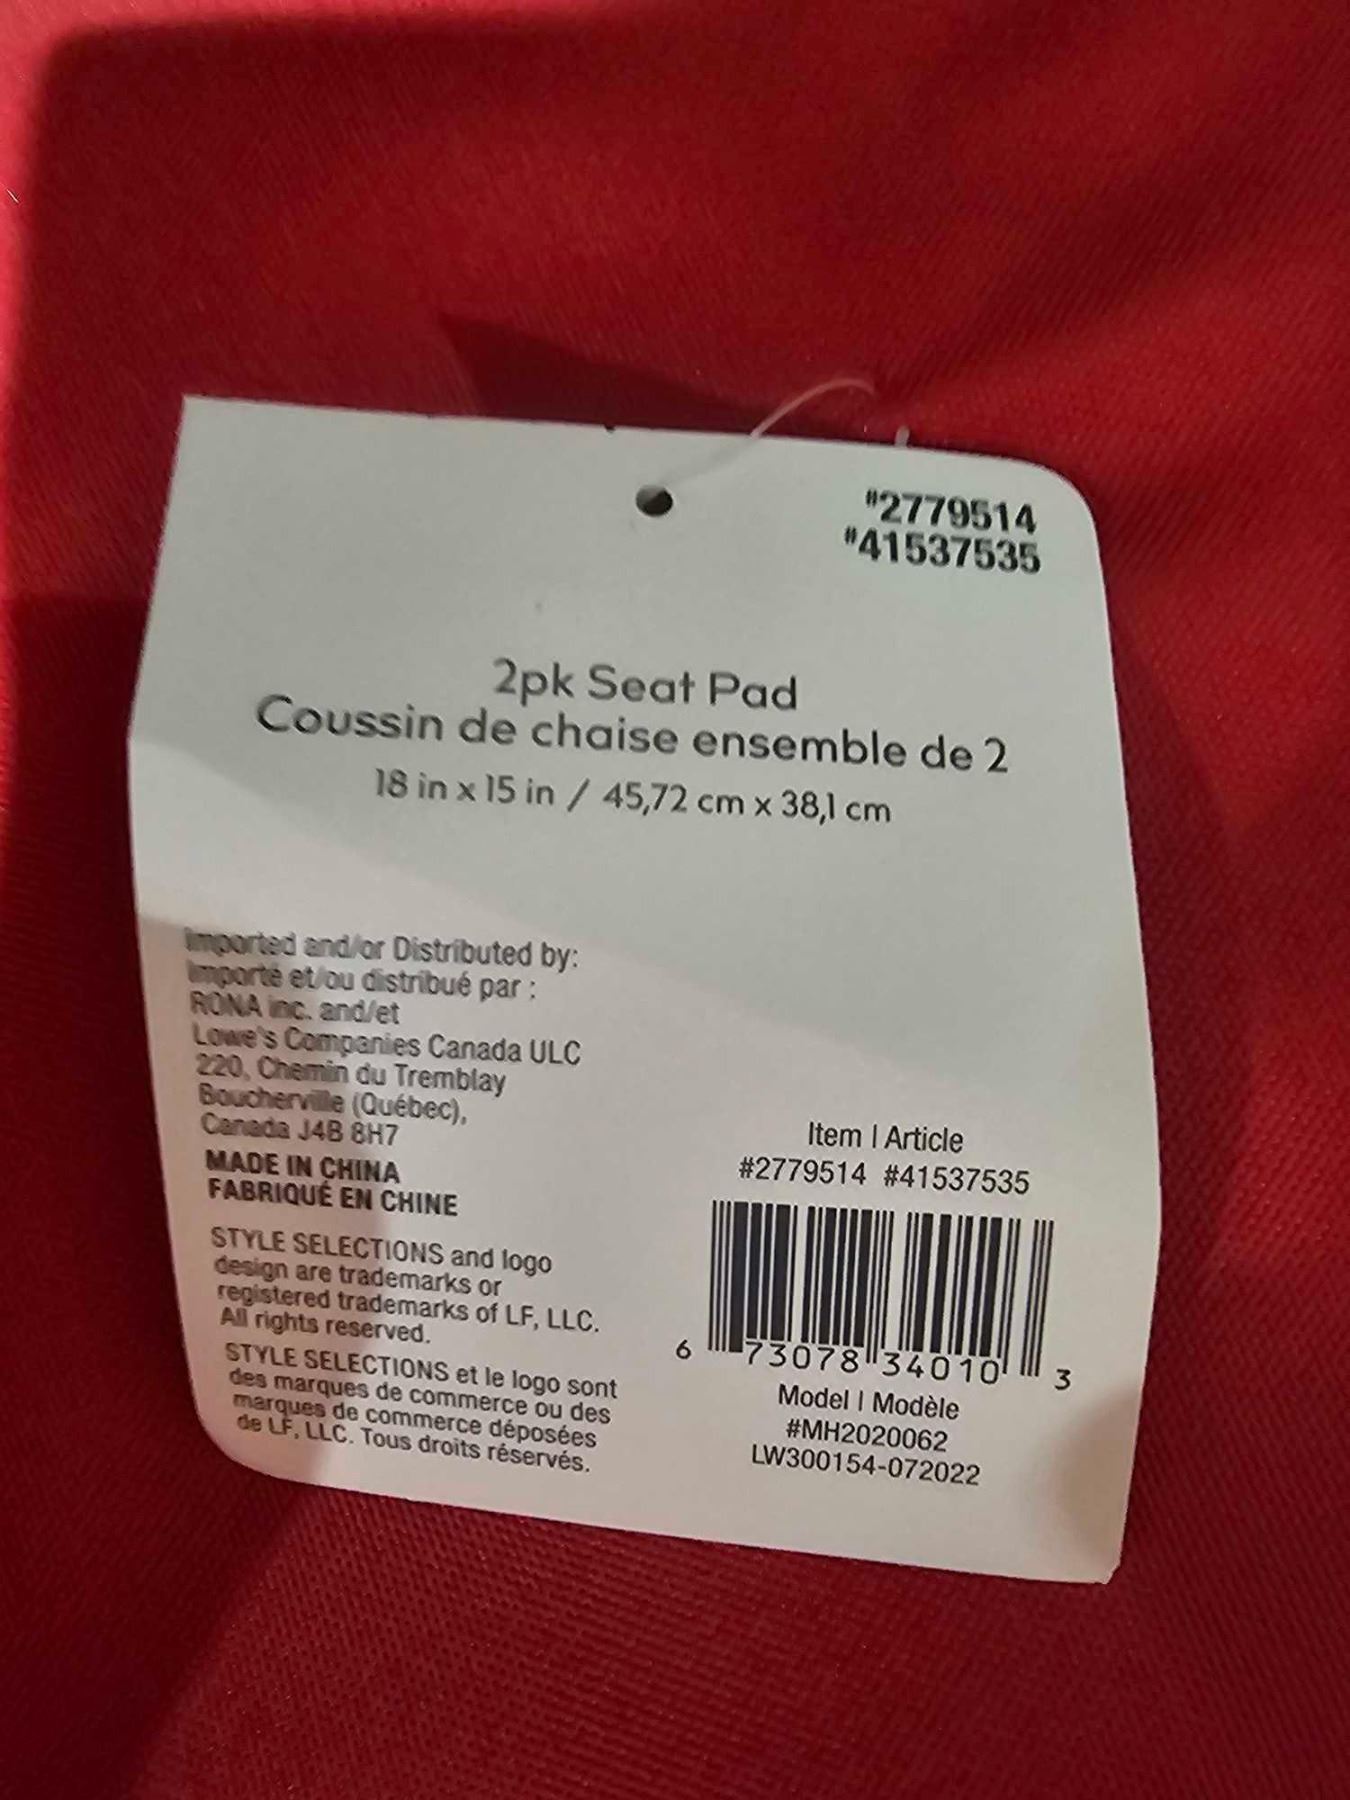 #2779514
#41537535
2pk Seat Pad
Coussin de chaise ensemble de 2
18 in x 15 in / 45,72 cm x 38,1 cm
Imported and/or Distributed by:
Importé et/ou distribué par :
RONA inc. and/et
Lowe's Companies Canada ULC
220, Chemin du Tremblay
Boucherville (Québec),
Canada J4B 8H7
MADE IN CHINA
FABRIQUÉ EN CHINE
STYLE SELECTIONS and logo
design are trademarks or
registered trademarks of LF, LLC.
All rights reserved.
STYLE SELECTIONS et le logo sont
des marques de commerce ou des
marques de commerce déposées
de LF, LLC. Tous droits réservés.
Item | Article
#2779514 #41537535
6 73078 34010 3
Model | Modèle
#MH2020062
LW300154-072022